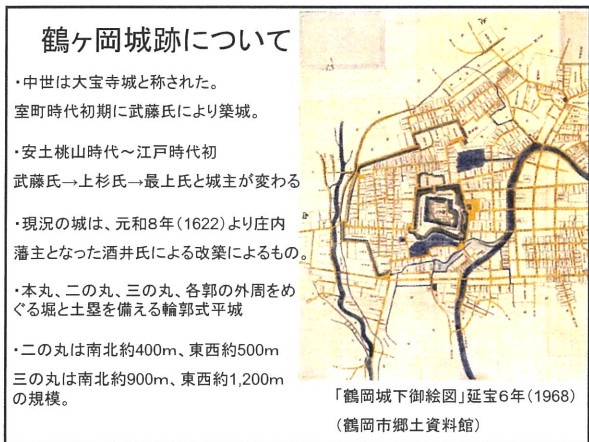 鶴ヶ岡城跡について
・中世は大宝寺城と称された。
室町時代初期に武藤氏により築城。
・安土桃山時代～江戸時代初
武藤氏→上杉氏→最上氏と城主が変わる
・現況の城は、元和8年（1622）より庄内
藩主となった酒井氏による改築によるもの。
・本丸、二の丸、三の丸、各郭の外周をめ
ぐる堀と土塁を備える輪郭式平城
・二の丸は南北約400m、東西約500m
三の丸は南北約900m、東西約1,200m
の規模。
「鶴岡城下御絵図」延宝6年（1968）
（鶴岡市郷土資料館）